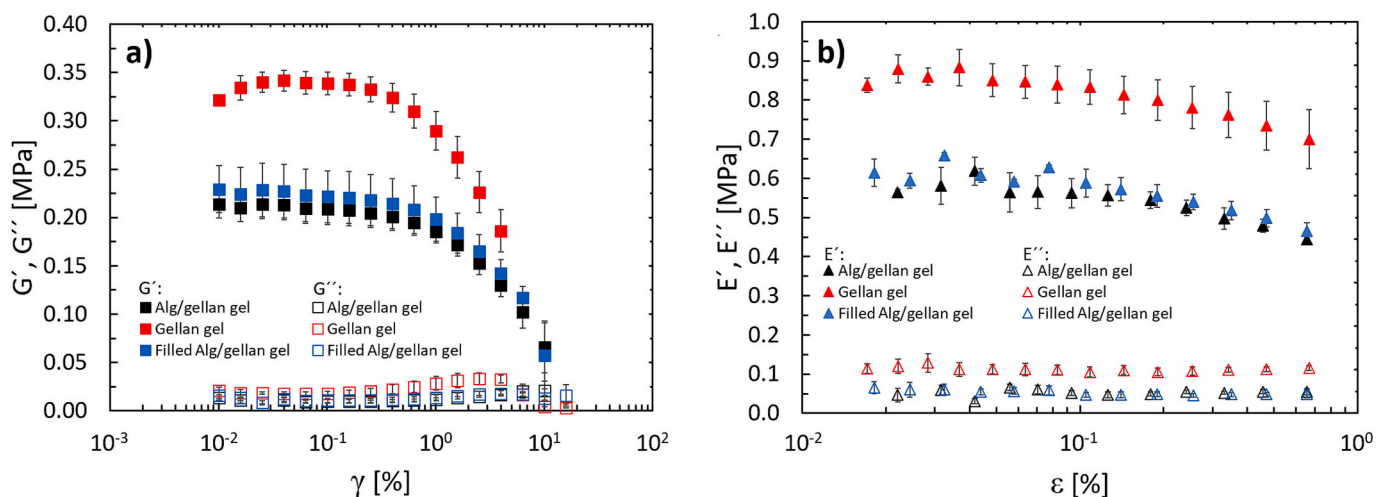 a)
G´, G´´ [MPa]
0.40
0.35
0.30
0.25
0.20
0.15
0.10
0.05
0.00
G´:
Alg/gellan gel
Gellan gel
Filled Alg/gellan gel
G´´:
Alg/gellan gel
Gellan gel
Filled Alg/gellan gel
10⁻³ 10⁻² 10⁻¹ 10⁰ 10¹ 10²
γ [%]
b)
E´, E´´ [MPa]
1.0
0.9
0.8
0.7
0.6
0.5
0.4
0.3
0.2
0.1
0.0
E´:
Alg/gellan gel
Gellan gel
Filled Alg/gellan gel
E´´:
Alg/gellan gel
Gellan gel
Filled Alg/gellan gel
10⁻² 10⁻¹ 10⁰
ε [%]